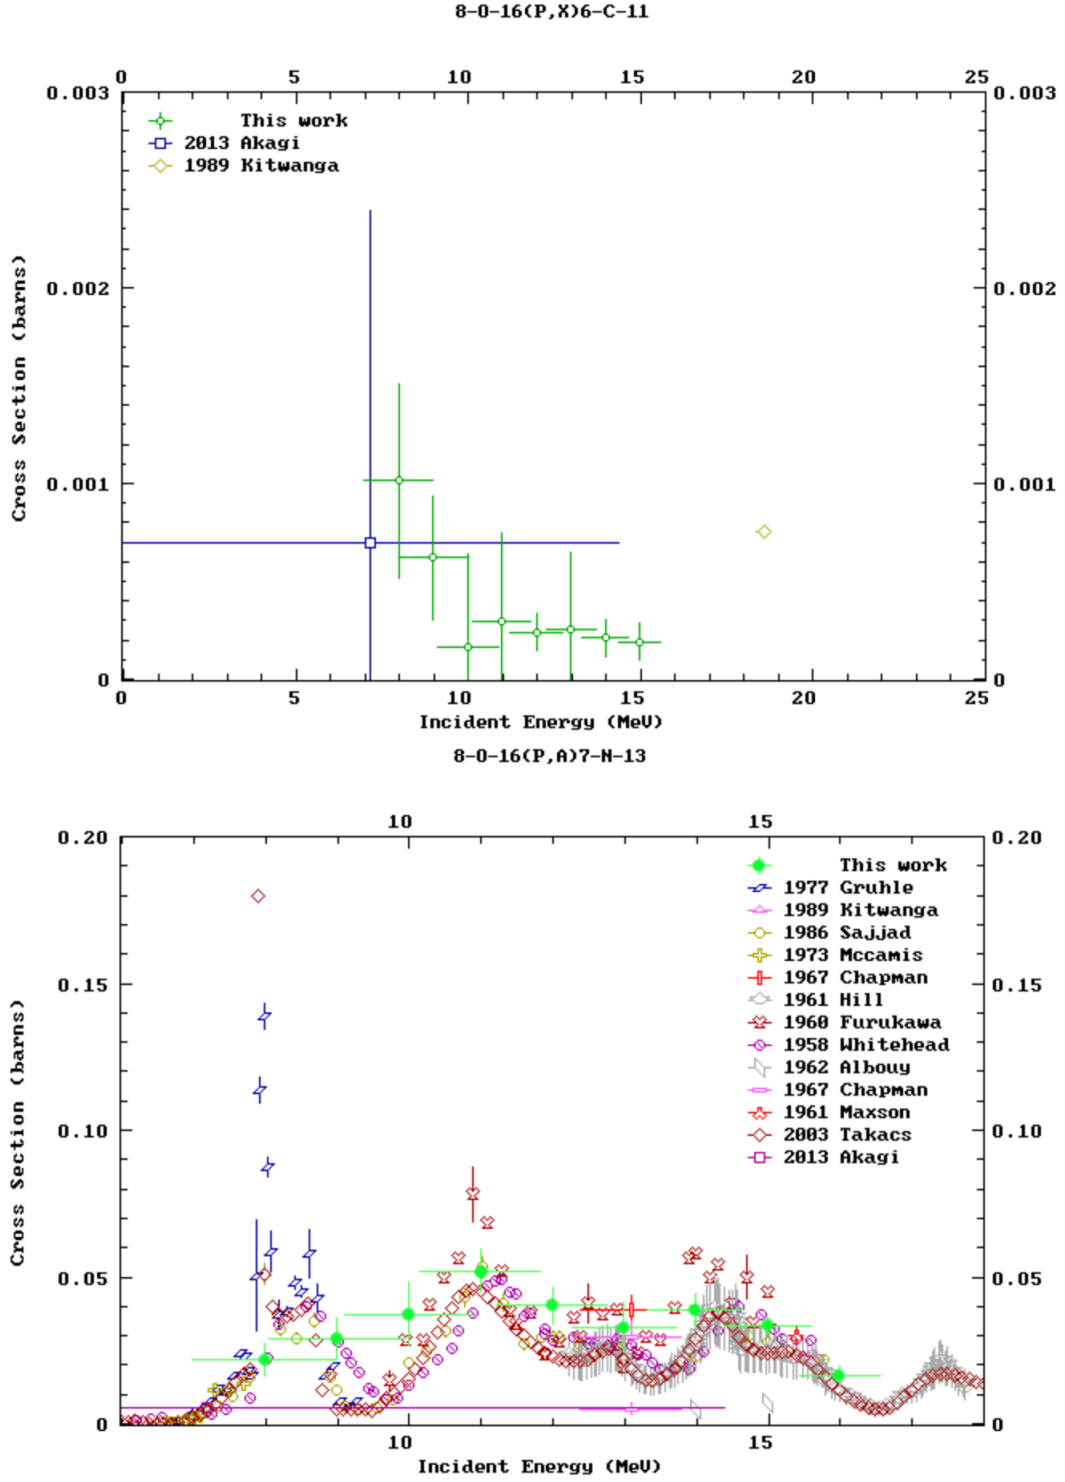 8-O-16(P,X)6-C-11
0 5 10 15 20 25
0.003 0.003
This work
2013 Akagi
1989 Kitwanga
Cross Section (barns)
0.002 0.002
0.001 0.001
0 0
0 5 10 15 20 25
Incident Energy (MeV)
8-O-16(P,A)7-N-13
10 15
0.20 0.20
This work
1977 Gruhle
1989 Kitwanga
1986 Sajjad
1973 Mccamis
1967 Chapman
1961 Hill
1960 Furukawa
1958 Whitehead
1962 Albouy
1967 Chapman
1961 Maxson
2003 Takacs
2013 Akagi
0.15 0.15
Cross Section (barns)
0.10 0.10
0.05 0.05
0 0
10 15
Incident Energy (MeV)